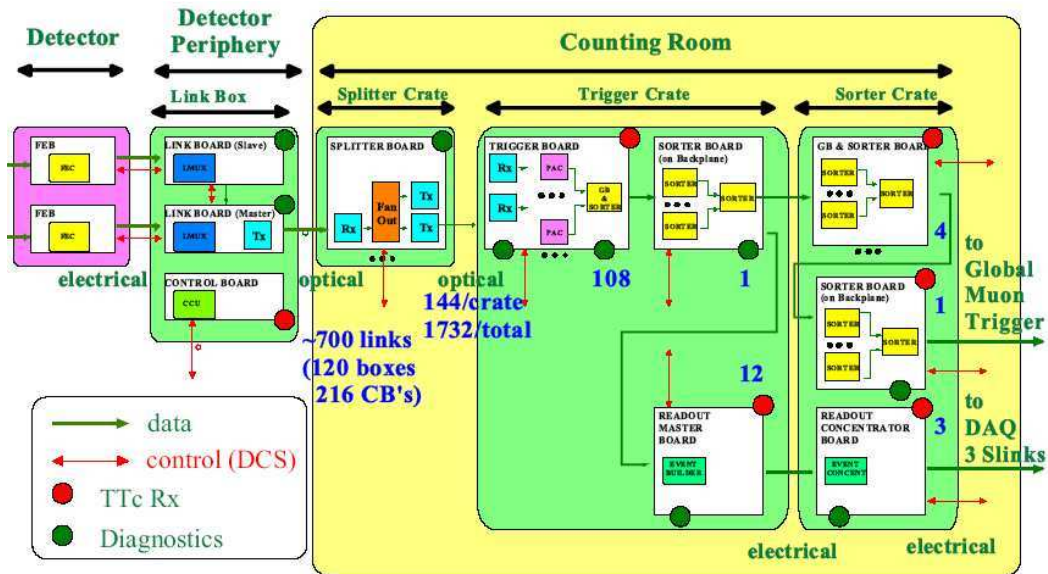 Detector
Detector
Periphery
Counting Room
Link Box
Splitter Crate
Trigger Crate
Sorter Crate
FEB
FEC
FEB
FEC
electrical
LINK BOARD (Slave)
LMUX
LINK BOARD (Master)
LMUX
Tx
CONTROL BOARD
CCU
optical
SPLITTER BOARD
Rx
Fan
Out
Tx
Tx
optical
~700 links
(120 boxes
216 CB's)
144/crate
1732/total
TRIGGER BOARD
Rx
Rx
PAC
PAC
GB
&
SORTER
108
SORTER BOARD
(on Backplane)
SORTER
SORTER
SORTER
1
GB & SORTER BOARD
SORTER
SORTER
SORTER
4
SORTER BOARD
(on Backplane)
SORTER
SORTER
SORTER
1
to
Global
Muon
Trigger
12
READOUT
MASTER
BOARD
EVENT
BUILDER
READOUT
CONCENTRATOR
BOARD
EVENT
CONCENT
3
to
DAQ
3 Slinks
electrical
electrical
data
control (DCS)
TTc Rx
Diagnostics